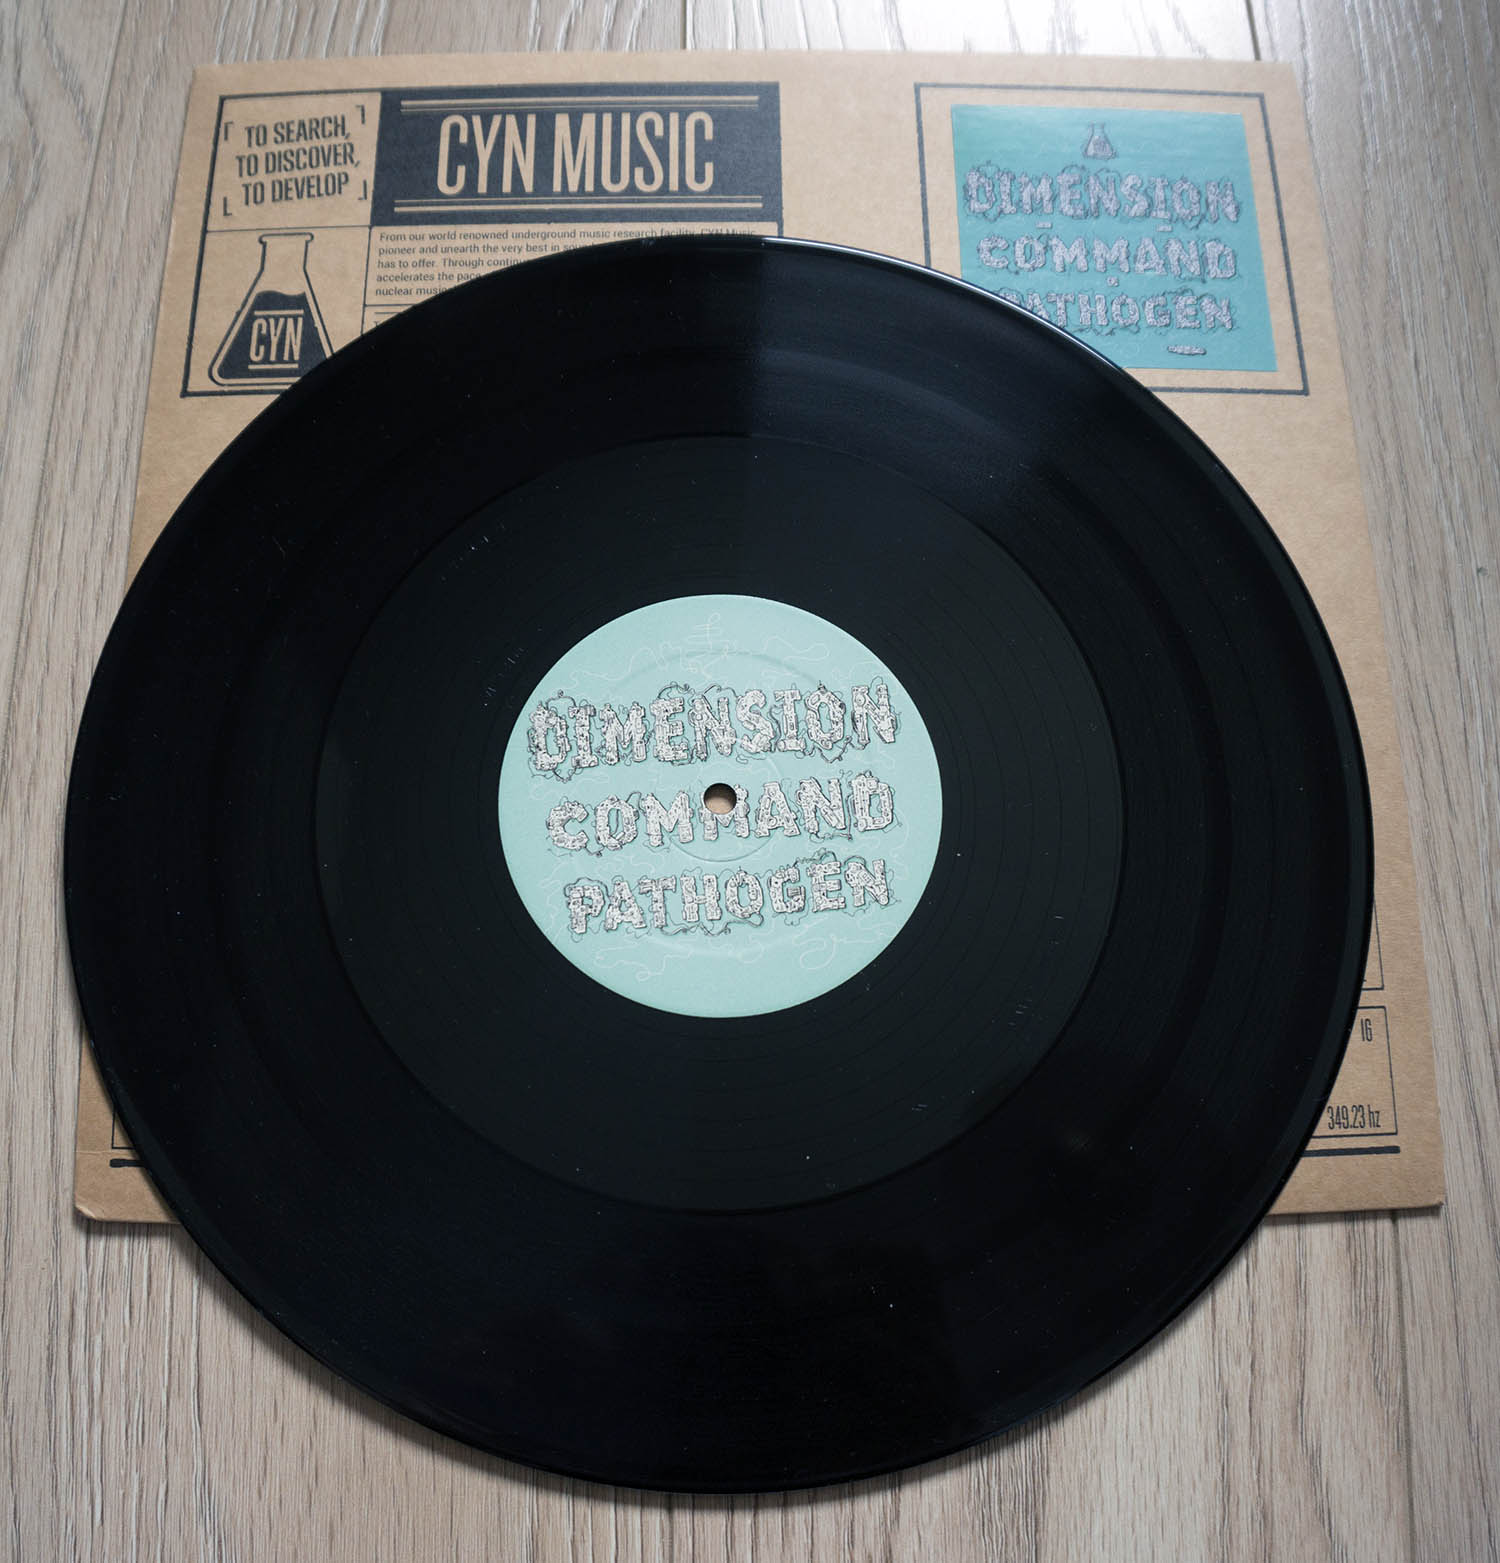 TO SEARCH,
TO DISCOVER,
TO DEVELOP
CYN MUSIC
From our world renowned underground music research facility, CYN Music
pioneer and unearth the very best in
has to offer. Through
accelerates the pace
nuclear music
CYN
DIMENSION
COMMAND
PATHOGEN
DIMENSION
COMMAND
PATHOGEN
16
349.23 hz